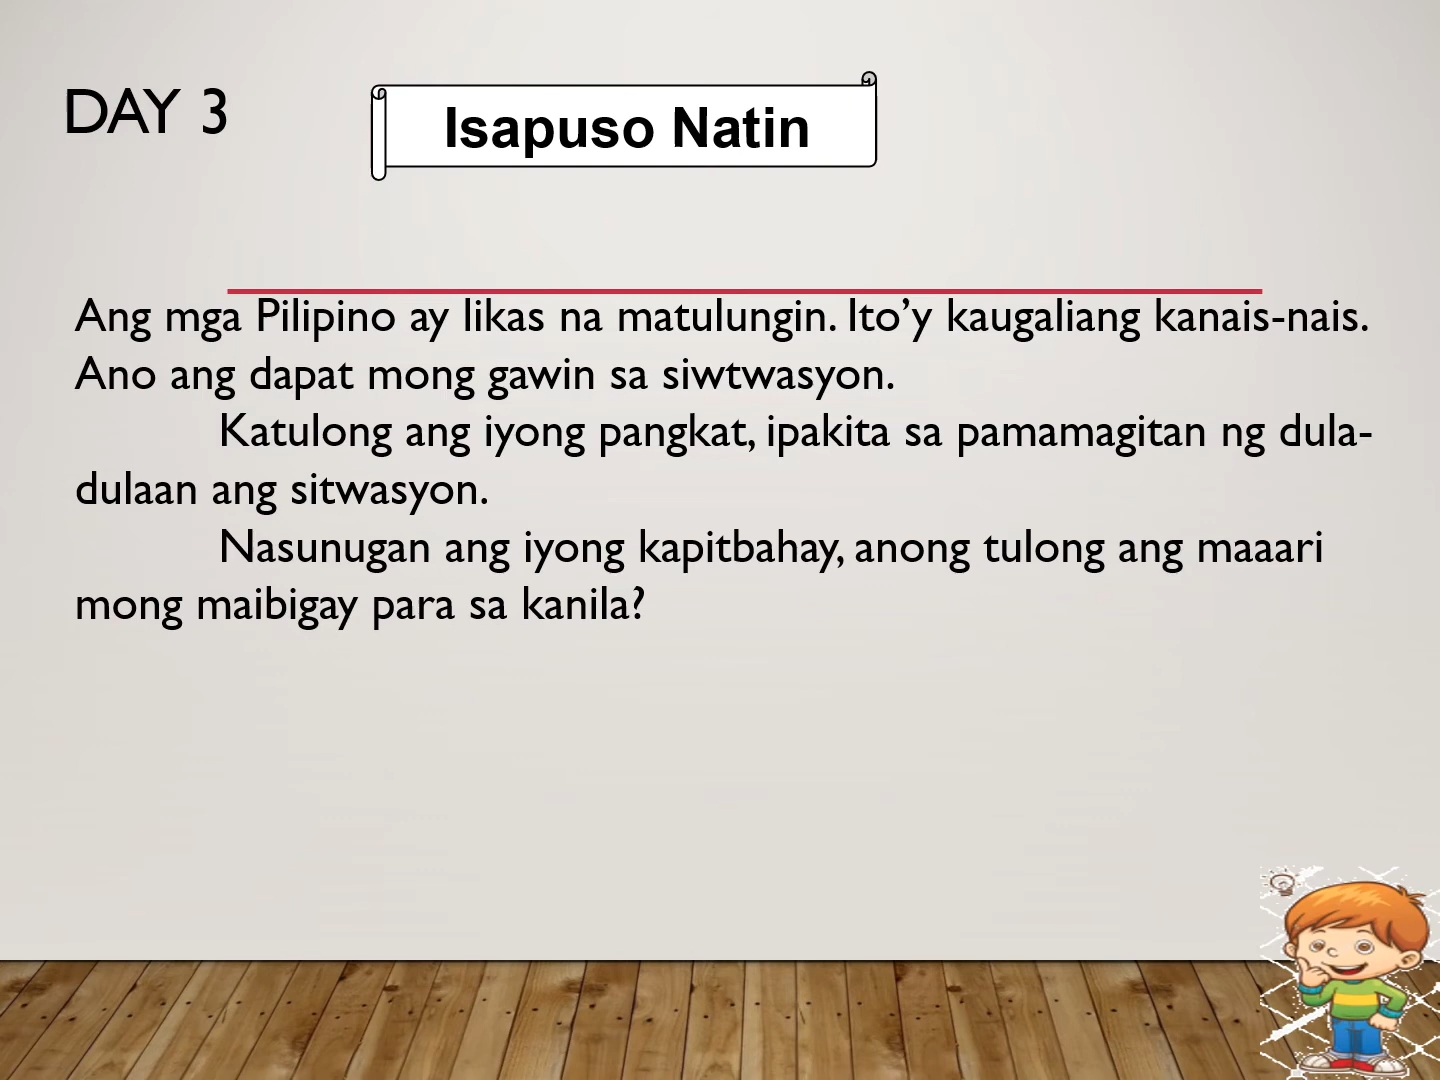 DAY 3
Isapuso Natin
Ang mga Pilipino ay likas na matulungin. Ito’y kaugaliang kanais-nais.
Ano ang dapat mong gawin sa siwtwasyon.
Katulong ang iyong pangkat, ipakita sa pamamagitan ng dula-
dulaan ang sitwasyon.
Nasunugan ang iyong kapitbahay, anong tulong ang maaari
mong maibigay para sa kanila?